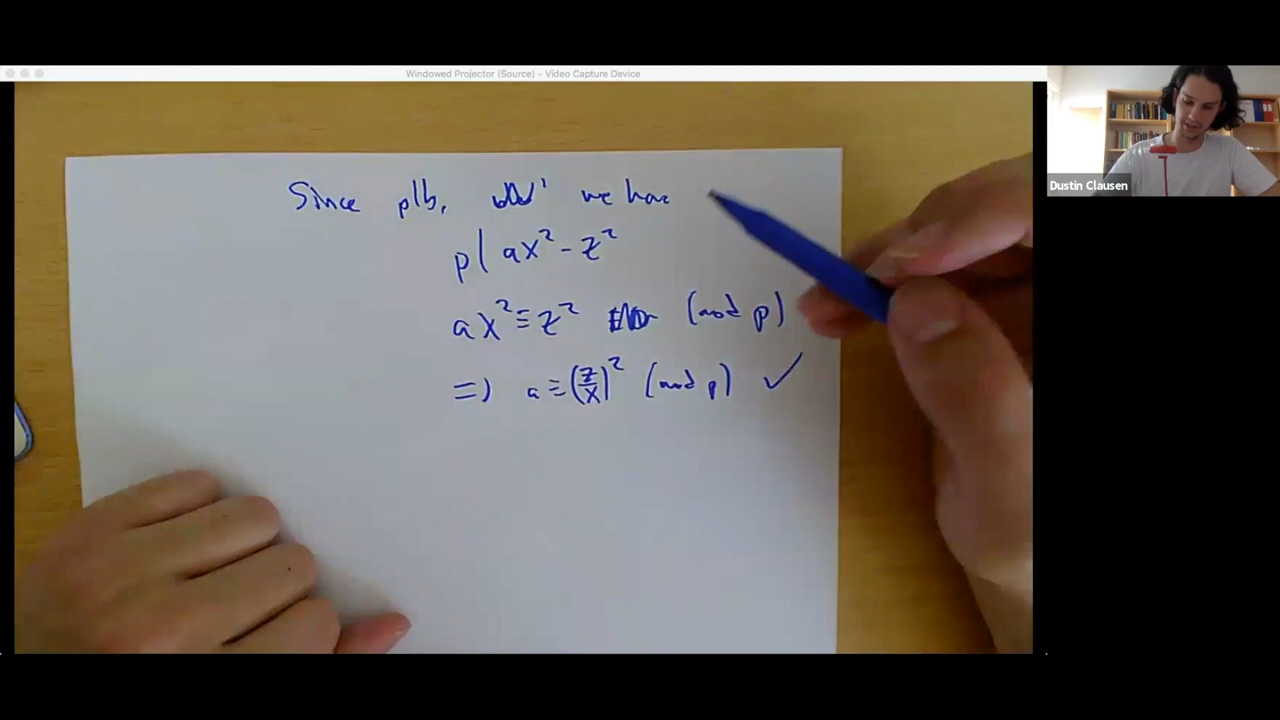 Windowed Projector (Source) - Video Capture Device
Since p|b, we have
p | ax² - z²
ax² ≡ z² (mod p)
=) a ≡ (z/x)² (mod p) ✓
Dustin Clausen